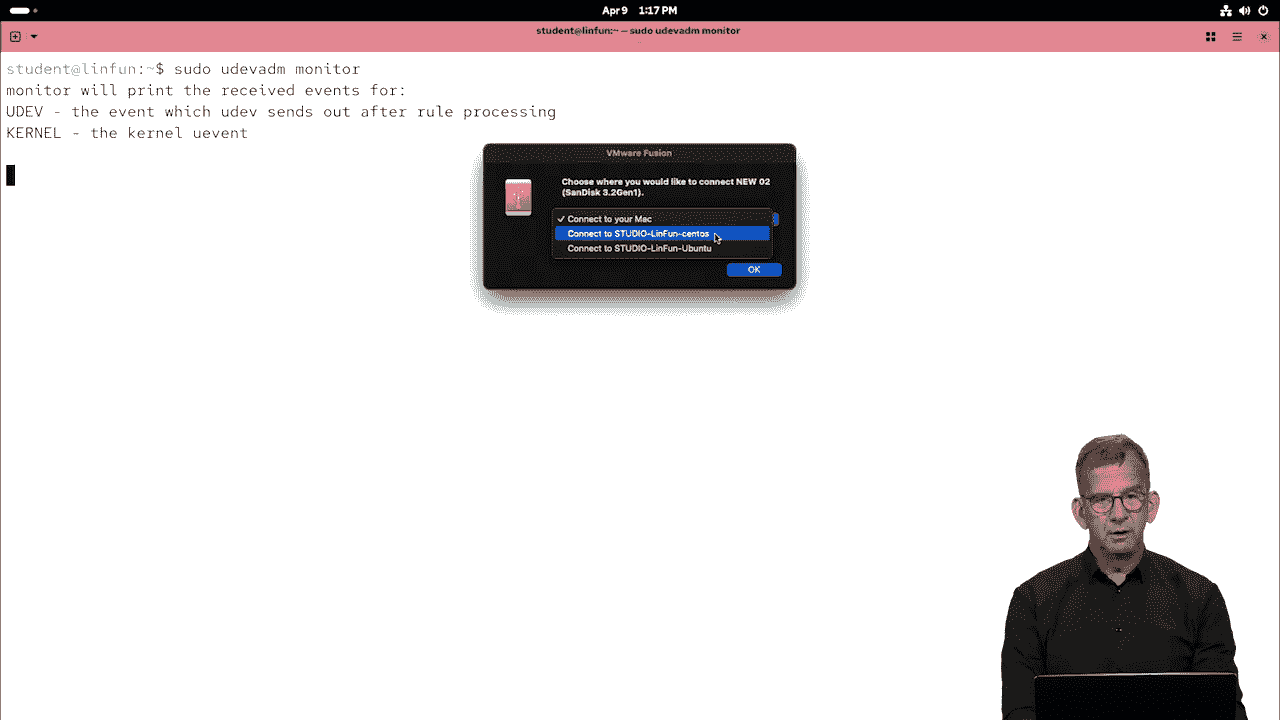 Apr 9 1:17 PM
student@linfun:~ — sudo udevadm monitor
student@linfun:~$ sudo udevadm monitor
monitor will print the received events for:
UDEV - the event which udev sends out after rule processing
KERNEL - the kernel uevent
VMware Fusion
Choose where you would like to connect NEW 02
(SanDisk 3.2Gen1).
✓ Connect to your Mac
Connect to STUDIO-LinFun-centos
Connect to STUDIO-LinFun-Ubuntu
OK